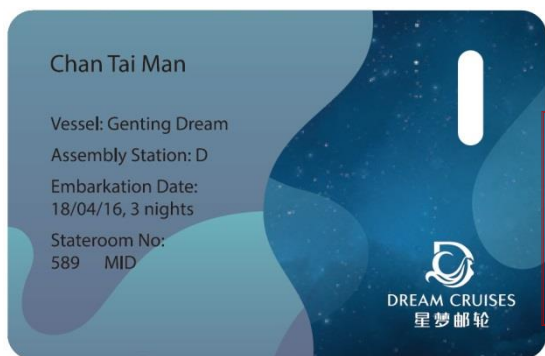 Chan Tai Man
Vessel: Genting Dream
Assembly Station: D
Embarkation Date:
18/04/16, 3 nights
Stateroom No:
589 MID
DREAM CRUISES
星梦邮轮